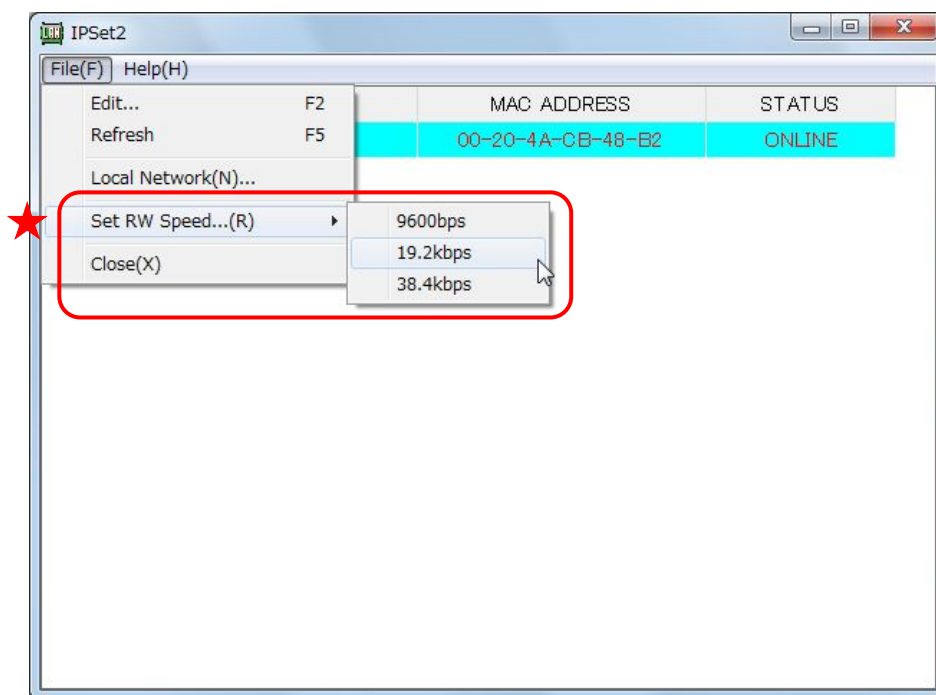 IPSet2
File(F) Help(H)
Edit... F2 MAC ADDRESS STATUS
Refresh F5 00-20-4A-CB-48-B2 ONLINE
Local Network(N)...
Set RW Speed...(R) 9600bps
19.2kbps
Close(X)
38.4kbps